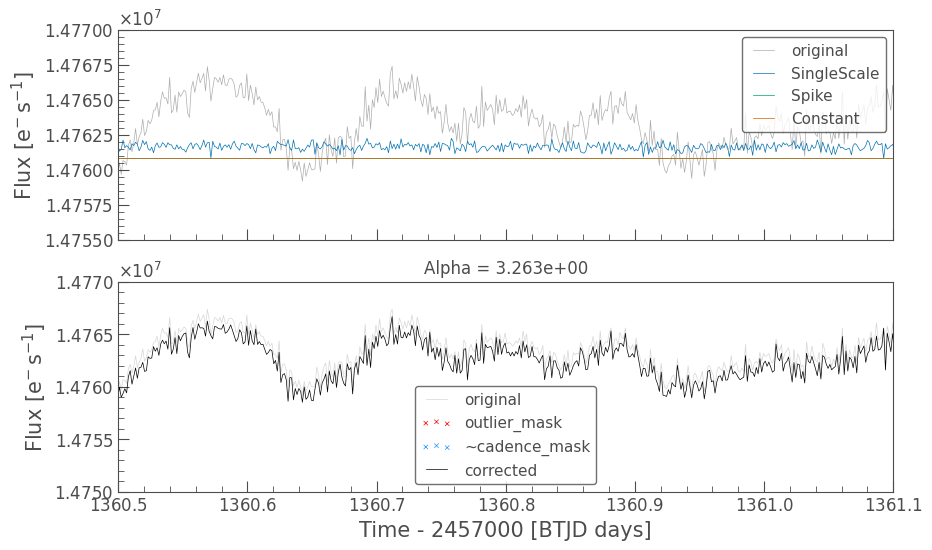 ×10⁷
1.47700
1.47675
1.47650
1.47625
1.47600
1.47575
1.47550
Flux [e⁻ s⁻¹]
original
SingleScale
Spike
Constant
Alpha = 3.263e+00
×10⁷
1.4770
1.4765
1.4760
1.4755
1.4750
Flux [e⁻ s⁻¹]
original
outlier_mask
~cadence_mask
corrected
1360.5 1360.6 1360.7 1360.8 1360.9 1361.0 1361.1
Time - 2457000 [BTJD days]